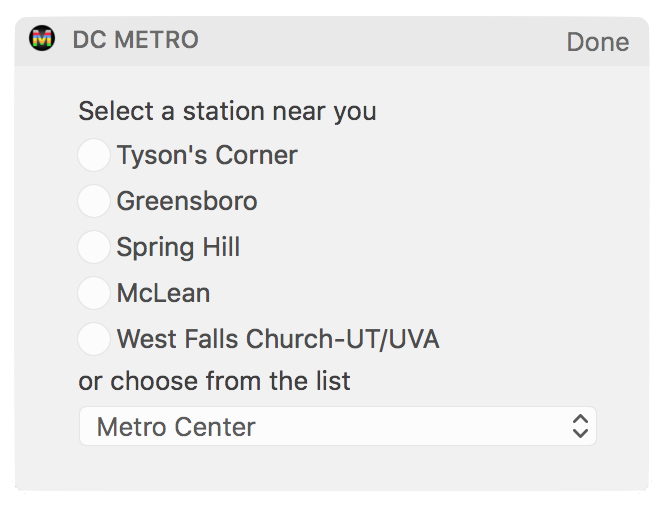 M DC METRO Done
Select a station near you
Tyson's Corner
Greensboro
Spring Hill
McLean
West Falls Church-UT/UVA
or choose from the list
Metro Center